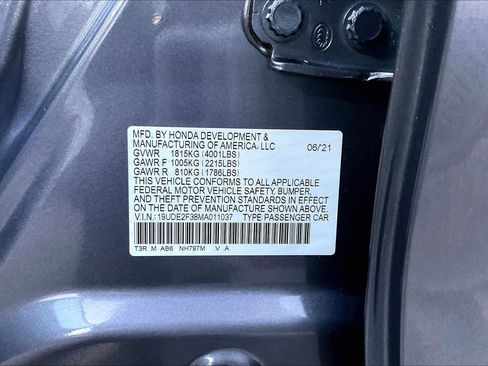 MFD. BY HONDA DEVELOPMENT &
MANUFACTURING OF AMERICA, LLC 06/21
GVWR 1815KG (4001LBS)
GAWR F 1005KG (2215LBS)
GAWR R 810KG (1786LBS)
THIS VEHICLE CONFORMS TO ALL APPLICABLE
FEDERAL MOTOR VEHICLE SAFETY, BUMPER,
AND THEFT PREVENTION STANDARDS IN EFFECT
ON THE DATE OF MANUFACTURE SHOWN ABOVE.
V.I.N.: 19UDE2F38MA011037 TYPE:PASSENGER CAR
T3R M AB6 NH797M .V .A